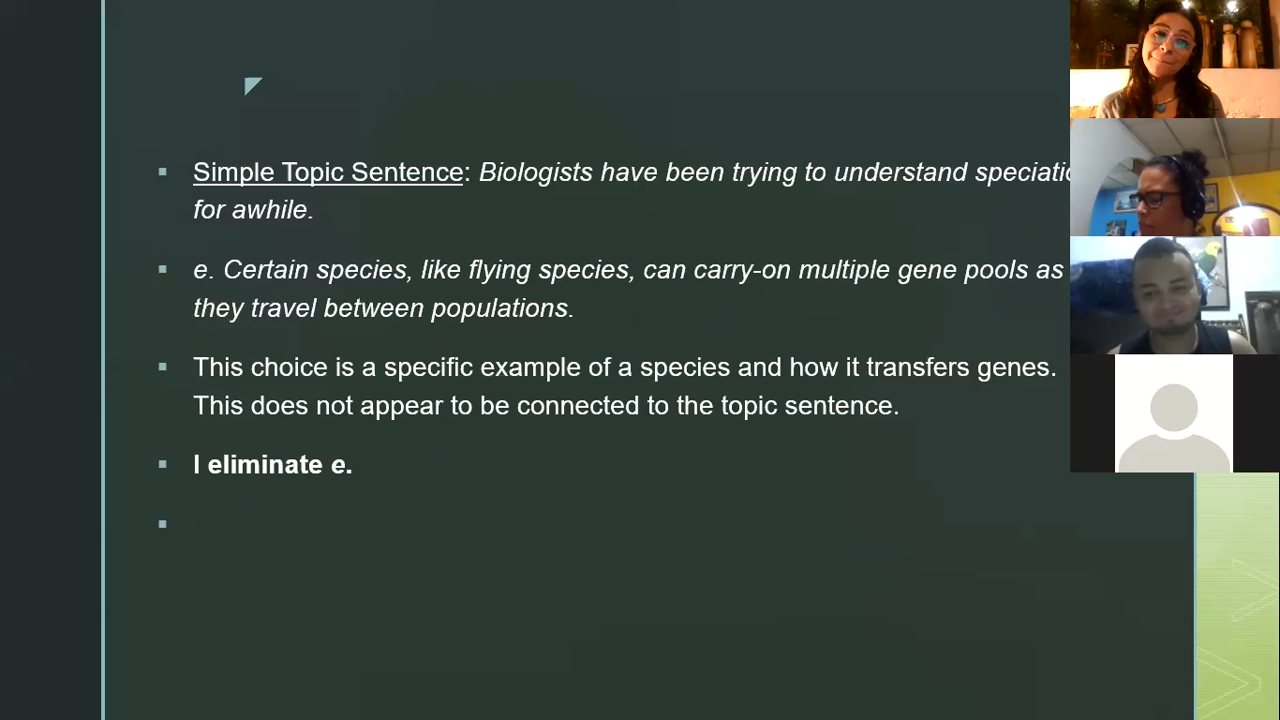 Simple Topic Sentence: Biologists have been trying to understand
for awhile.
e. Certain species, like flying species, can carry-on multiple gene pools as
they travel between populations.
This choice is a specific example of a species and how it transfers genes.
This does not appear to be connected to the topic sentence.
I eliminate e.